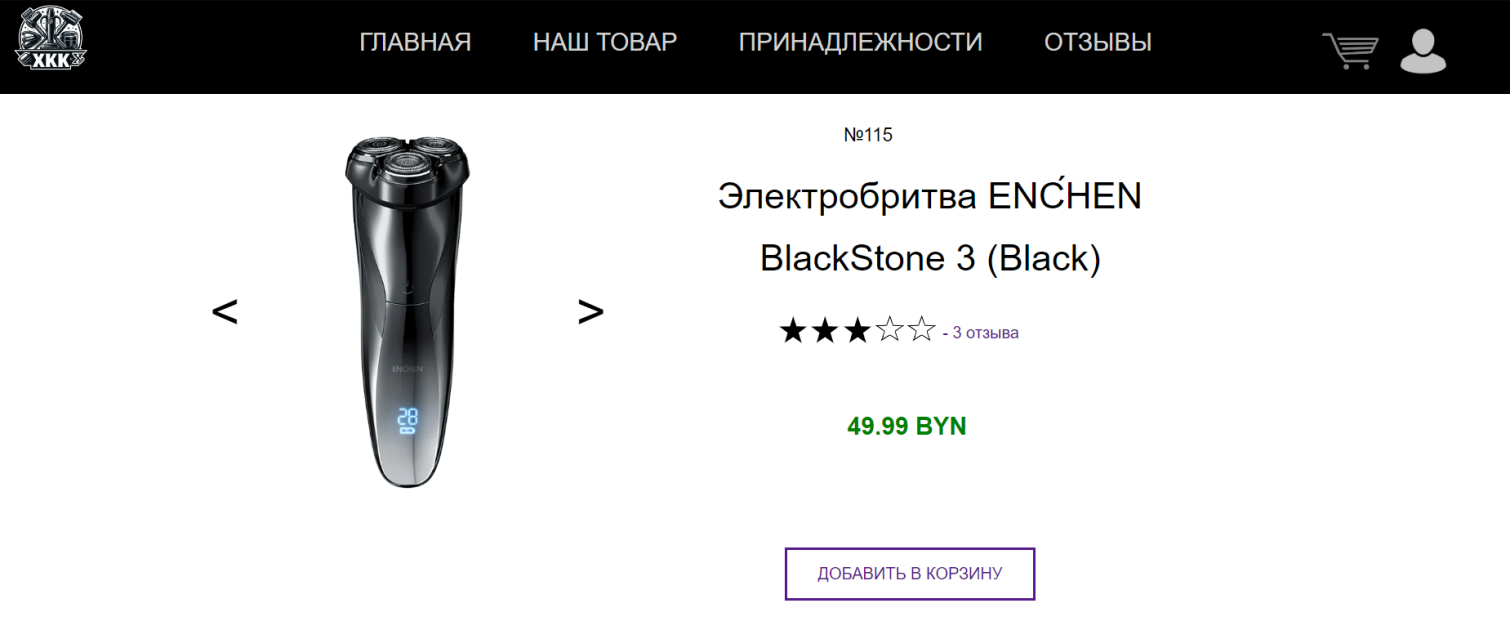 ХКК
ГЛАВНАЯ НАШ ТОВАР ПРИНАДЛЕЖНОСТИ ОТЗЫВЫ
№115
Электробритва ENĆHEN
BlackStone 3 (Black)
★★★☆☆ - 3 отзыва
< >
ENCHEN
28
49.99 BYN
ДОБАВИТЬ В КОРЗИНУ